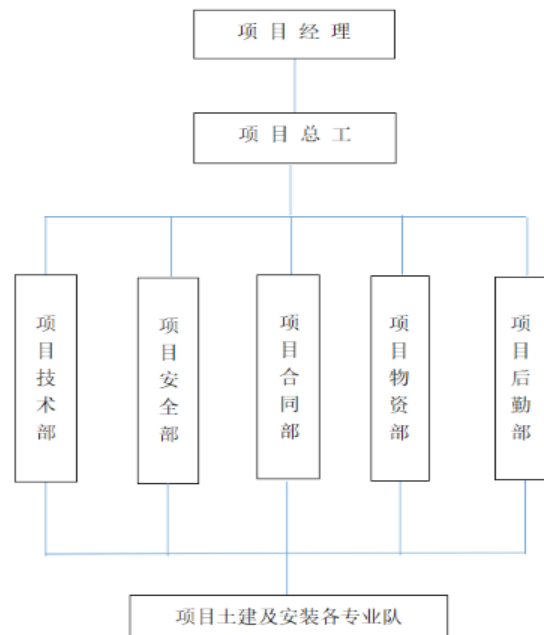 项目经理
项目总工
项目技术部
项目安全部
项目合同部
项目物资部
项目后勤部
项目土建及安装各专业队